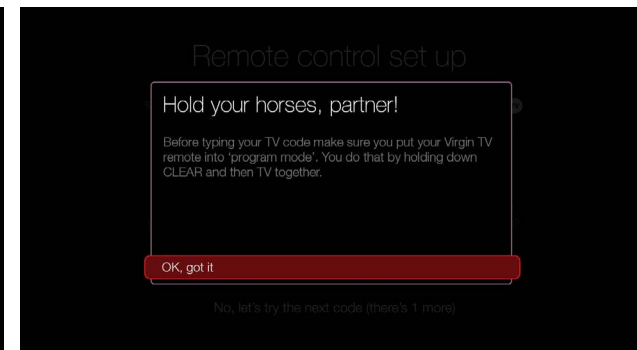 Remote control set up
Hold your horses, partner!
Before typing your TV code make sure you put your Virgin TV
remote into 'program mode'. You do that by holding down
CLEAR and then TV together.
OK, got it
No, let's try the next code (there's 1 more)